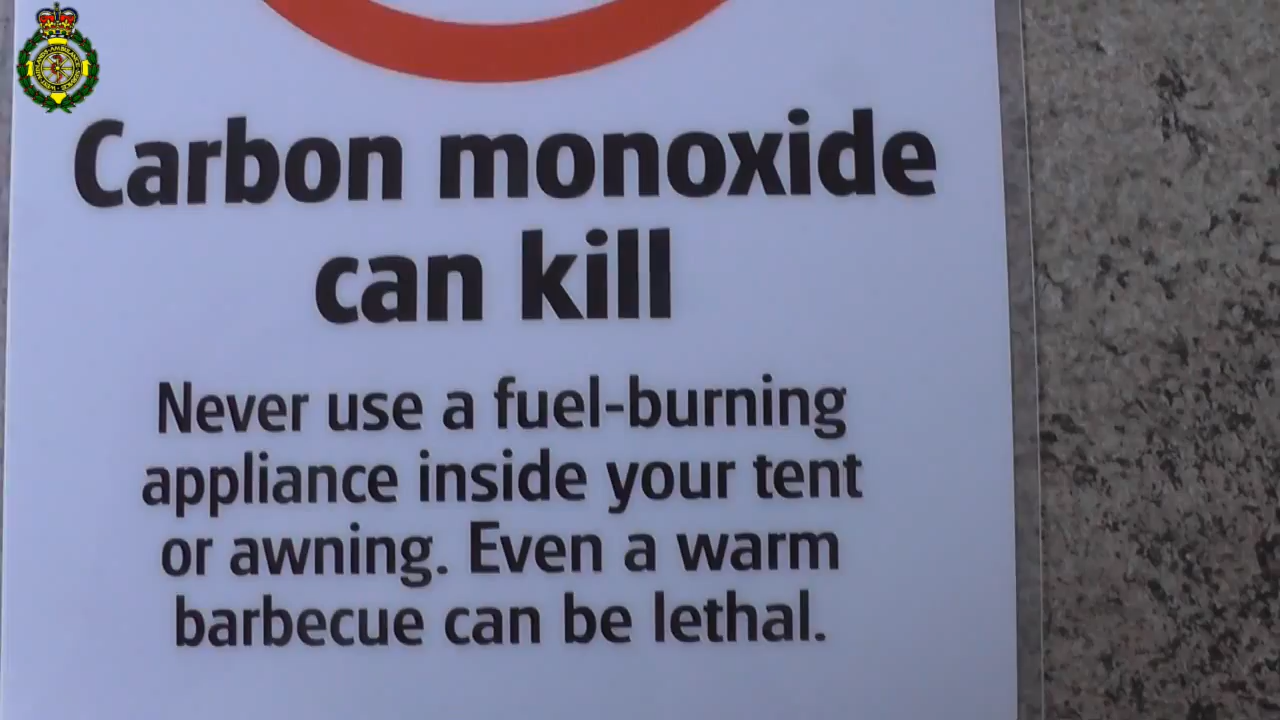 Carbon monoxide
can kill
Never use a fuel-burning
appliance inside your tent
or awning. Even a warm
barbecue can be lethal.